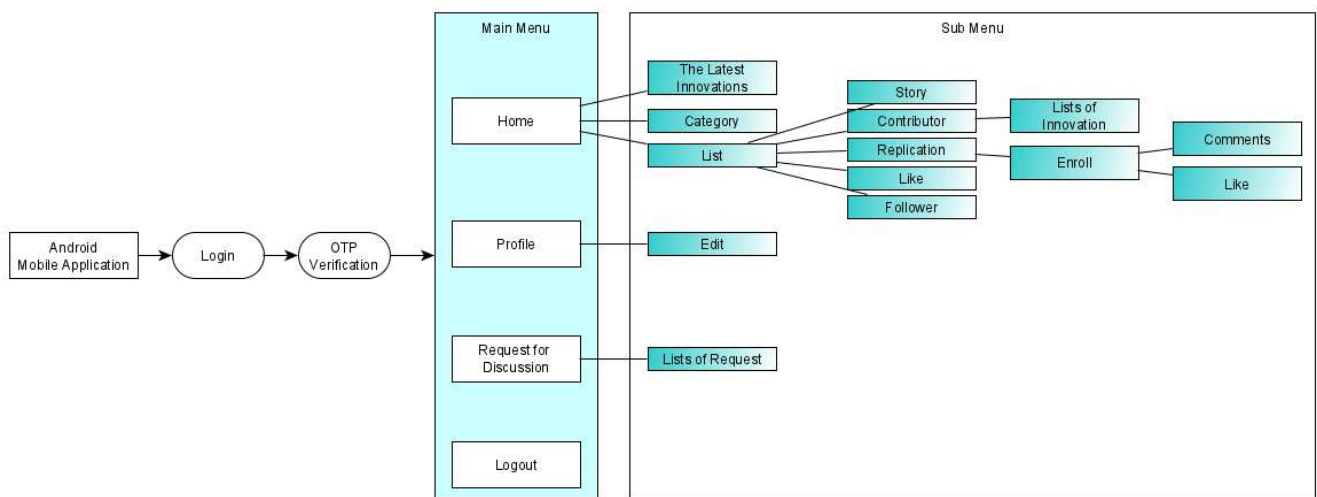 Main Menu
Sub Menu
The Latest
Innovations
Home
Category
List
Story
Contributor
Replication
Like
Follower
Lists of
Innovation
Enroll
Comments
Like
Android
Mobile Application
Login
OTP
Verification
Profile
Edit
Request for
Discussion
Lists of Request
Logout